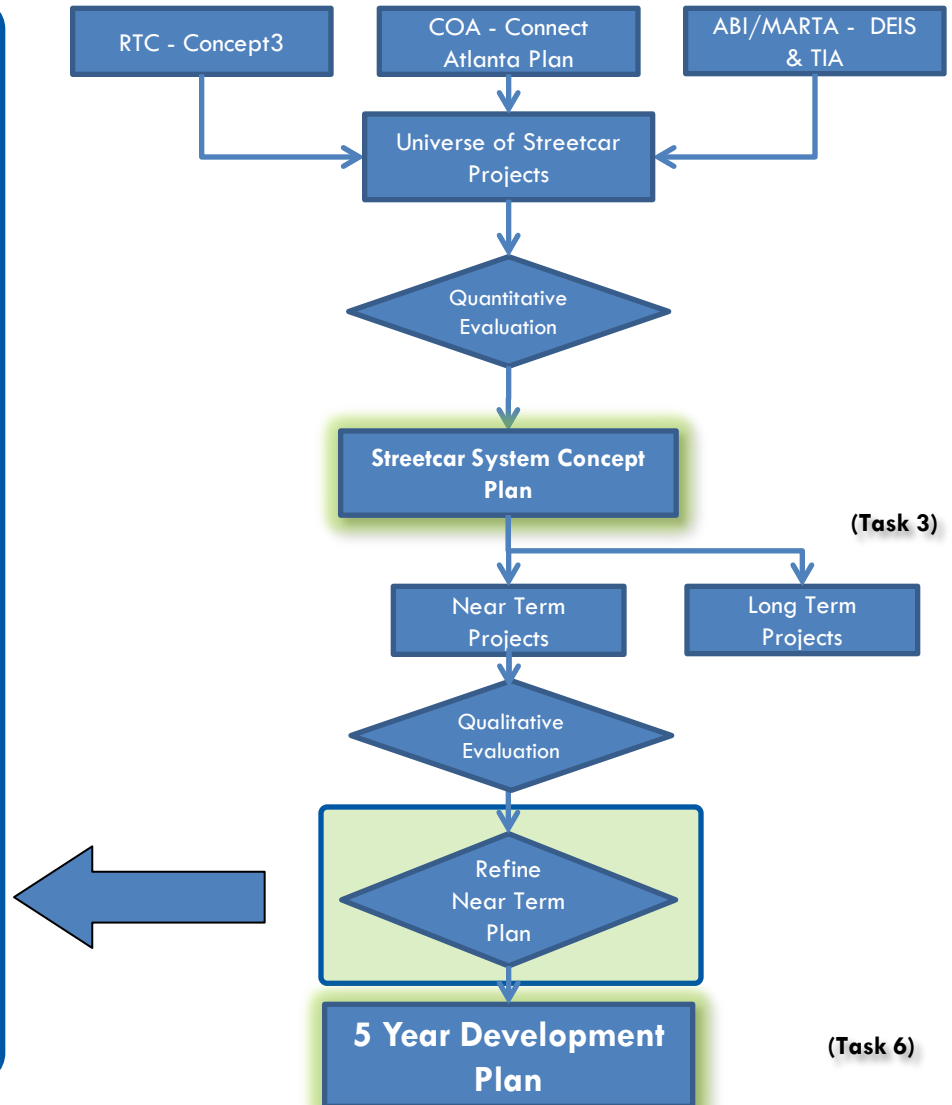 RTC - Concept3
COA - Connect
Atlanta Plan
ABI/MARTA - DEIS
& TIA
Universe of Streetcar
Projects
Quantitative
Evaluation
Streetcar System Concept
Plan
(Task 3)
Near Term
Projects
Long Term
Projects
Qualitative
Evaluation
Refine
Near Term
Plan
5 Year Development
Plan
(Task 6)